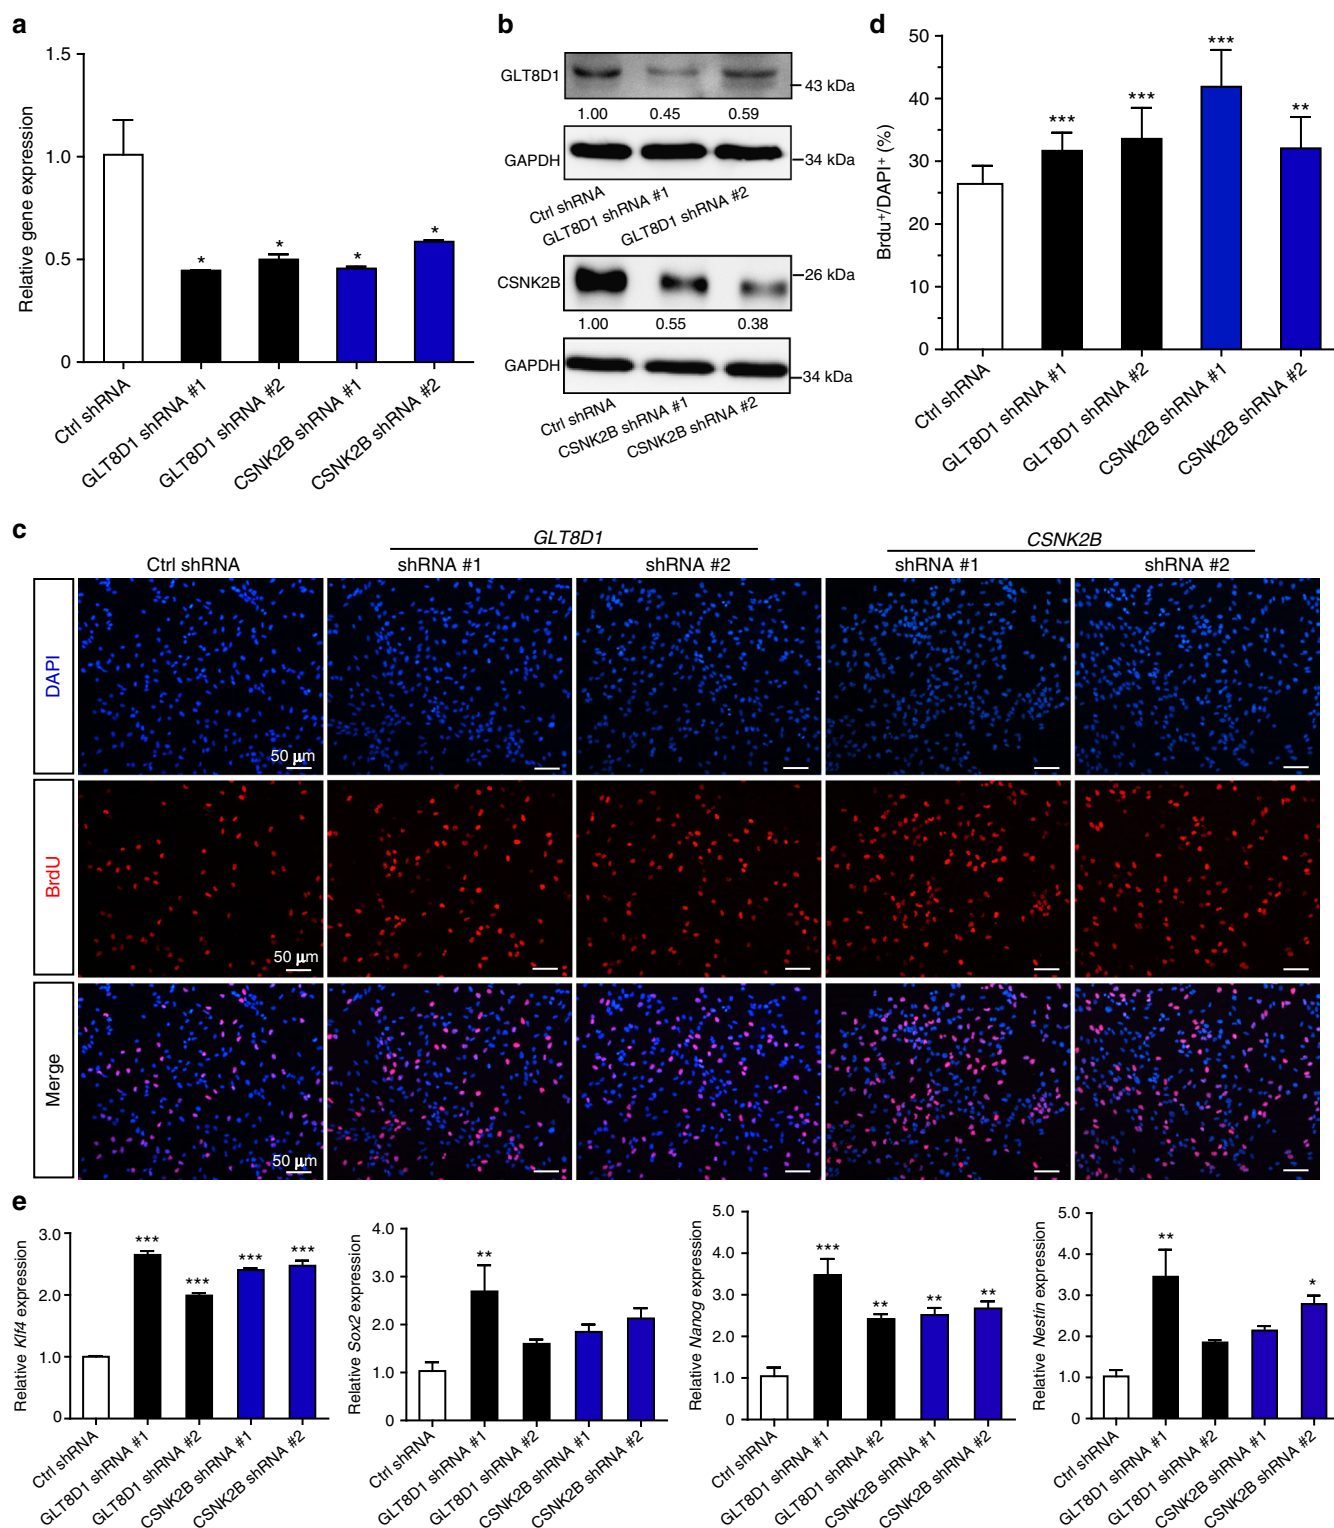 a
Relative gene expression
1.5
1.0
0.5
0
*
*
*
*
Ctrl shRNA
GLT8D1 shRNA #1
GLT8D1 shRNA #2
CSNK2B shRNA #1
CSNK2B shRNA #2
b
GLT8D1
43 kDa
1.00 0.45 0.59
GAPDH
34 kDa
Ctrl shRNA
GLT8D1 shRNA #1
GLT8D1 shRNA #2
CSNK2B
26 kDa
1.00 0.55 0.38
GAPDH
34 kDa
Ctrl shRNA
CSNK2B shRNA #1
CSNK2B shRNA #2
d
Brdu⁺/DAPI⁺ (%)
50
40
30
20
10
0
***
***
***
**
Ctrl shRNA
GLT8D1 shRNA #1
GLT8D1 shRNA #2
CSNK2B shRNA #1
CSNK2B shRNA #2
c
GLT8D1 CSNK2B
Ctrl shRNA shRNA #1 shRNA #2 shRNA #1 shRNA #2
DAPI
50 µm
BrdU
50 µm
Merge
50 µm
e
Relative Klf4 expression
3.0
2.0
1.0
0
***
***
***
***
Ctrl shRNA
GLT8D1 shRNA #1
GLT8D1 shRNA #2
CSNK2B shRNA #1
CSNK2B shRNA #2
Relative Sox2 expression
4.0
3.0
2.0
1.0
0
**
Ctrl shRNA
GLT8D1 shRNA #1
GLT8D1 shRNA #2
CSNK2B shRNA #1
CSNK2B shRNA #2
Relative Nanog expression
5.0
4.0
3.0
2.0
1.0
0
***
**
**
**
Ctrl shRNA
GLT8D1 shRNA #1
GLT8D1 shRNA #2
CSNK2B shRNA #1
CSNK2B shRNA #2
Relative Nestin expression
5.0
4.0
3.0
2.0
1.0
0
**
*
Ctrl shRNA
GLT8D1 shRNA #1
GLT8D1 shRNA #2
CSNK2B shRNA #1
CSNK2B shRNA #2